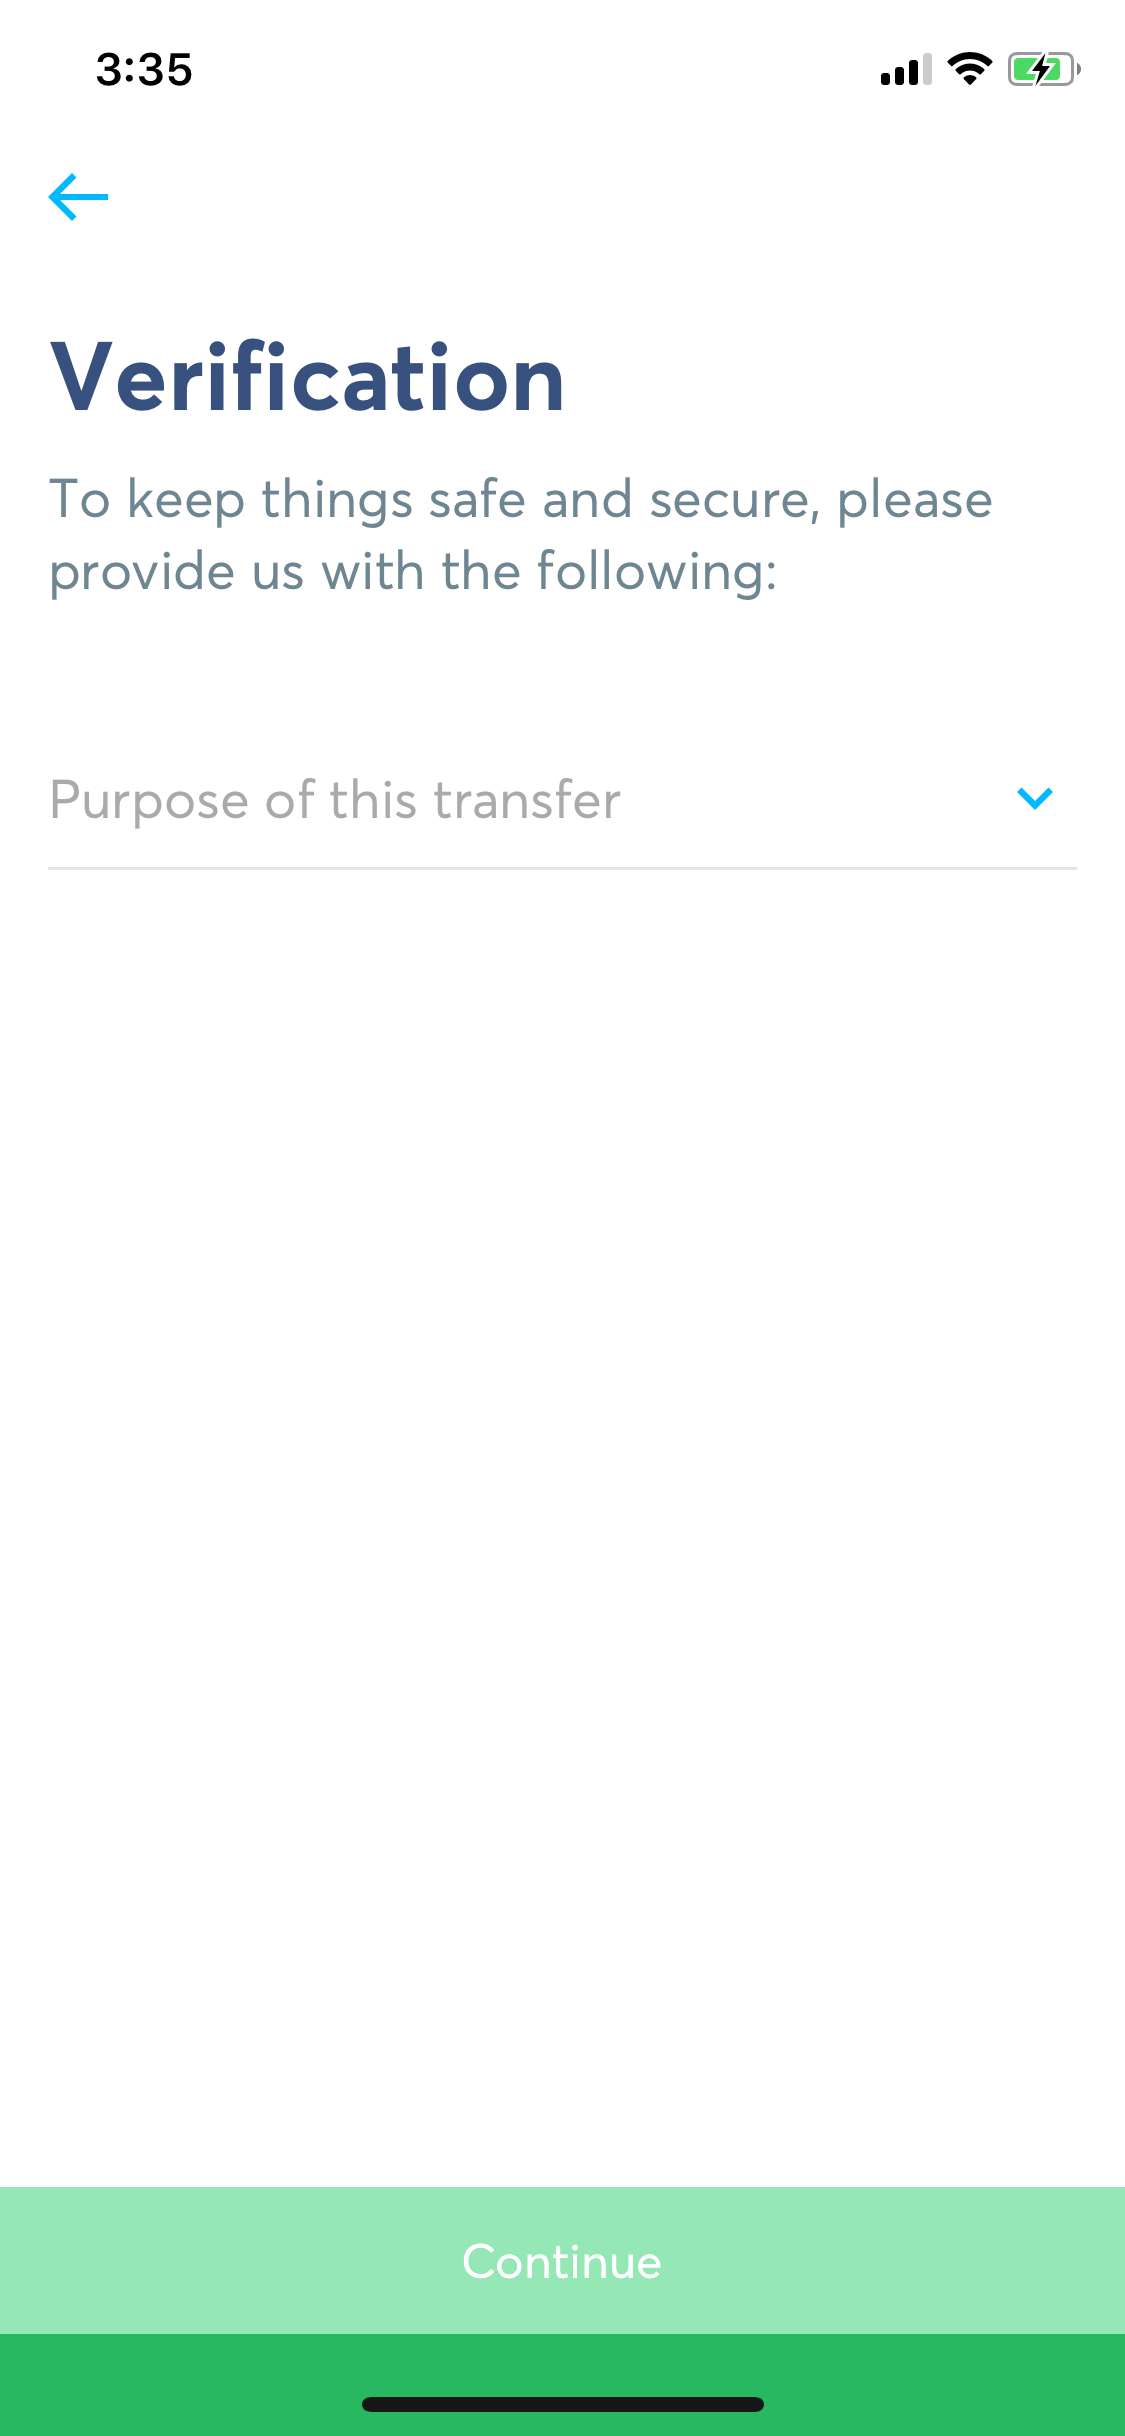 3:35
Verification
To keep things safe and secure, please
provide us with the following:
Purpose of this transfer
Continue